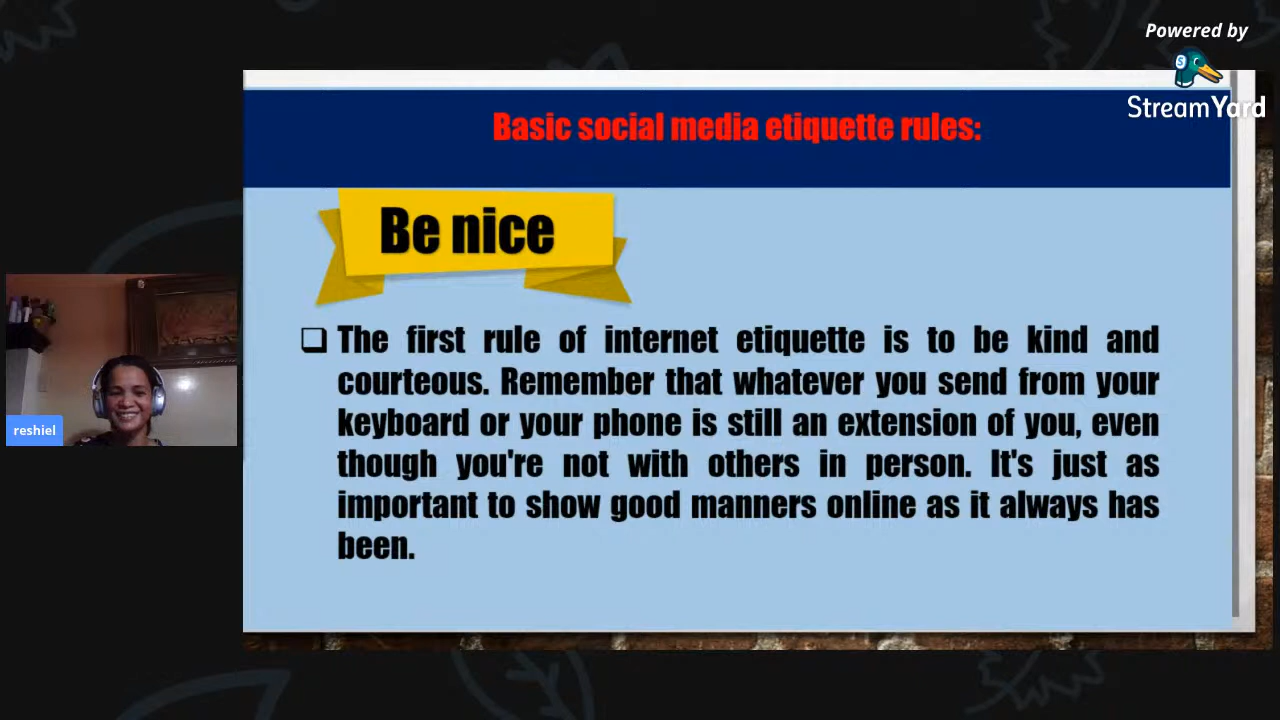 Powered by
StreamYard
Basic social media etiquette rules:
Be nice
The first rule of internet etiquette is to be kind and
courteous. Remember that whatever you send from your
keyboard or your phone is still an extension of you, even
though you're not with others in person. It's just as
important to show good manners online as it always has
been.
reshiel